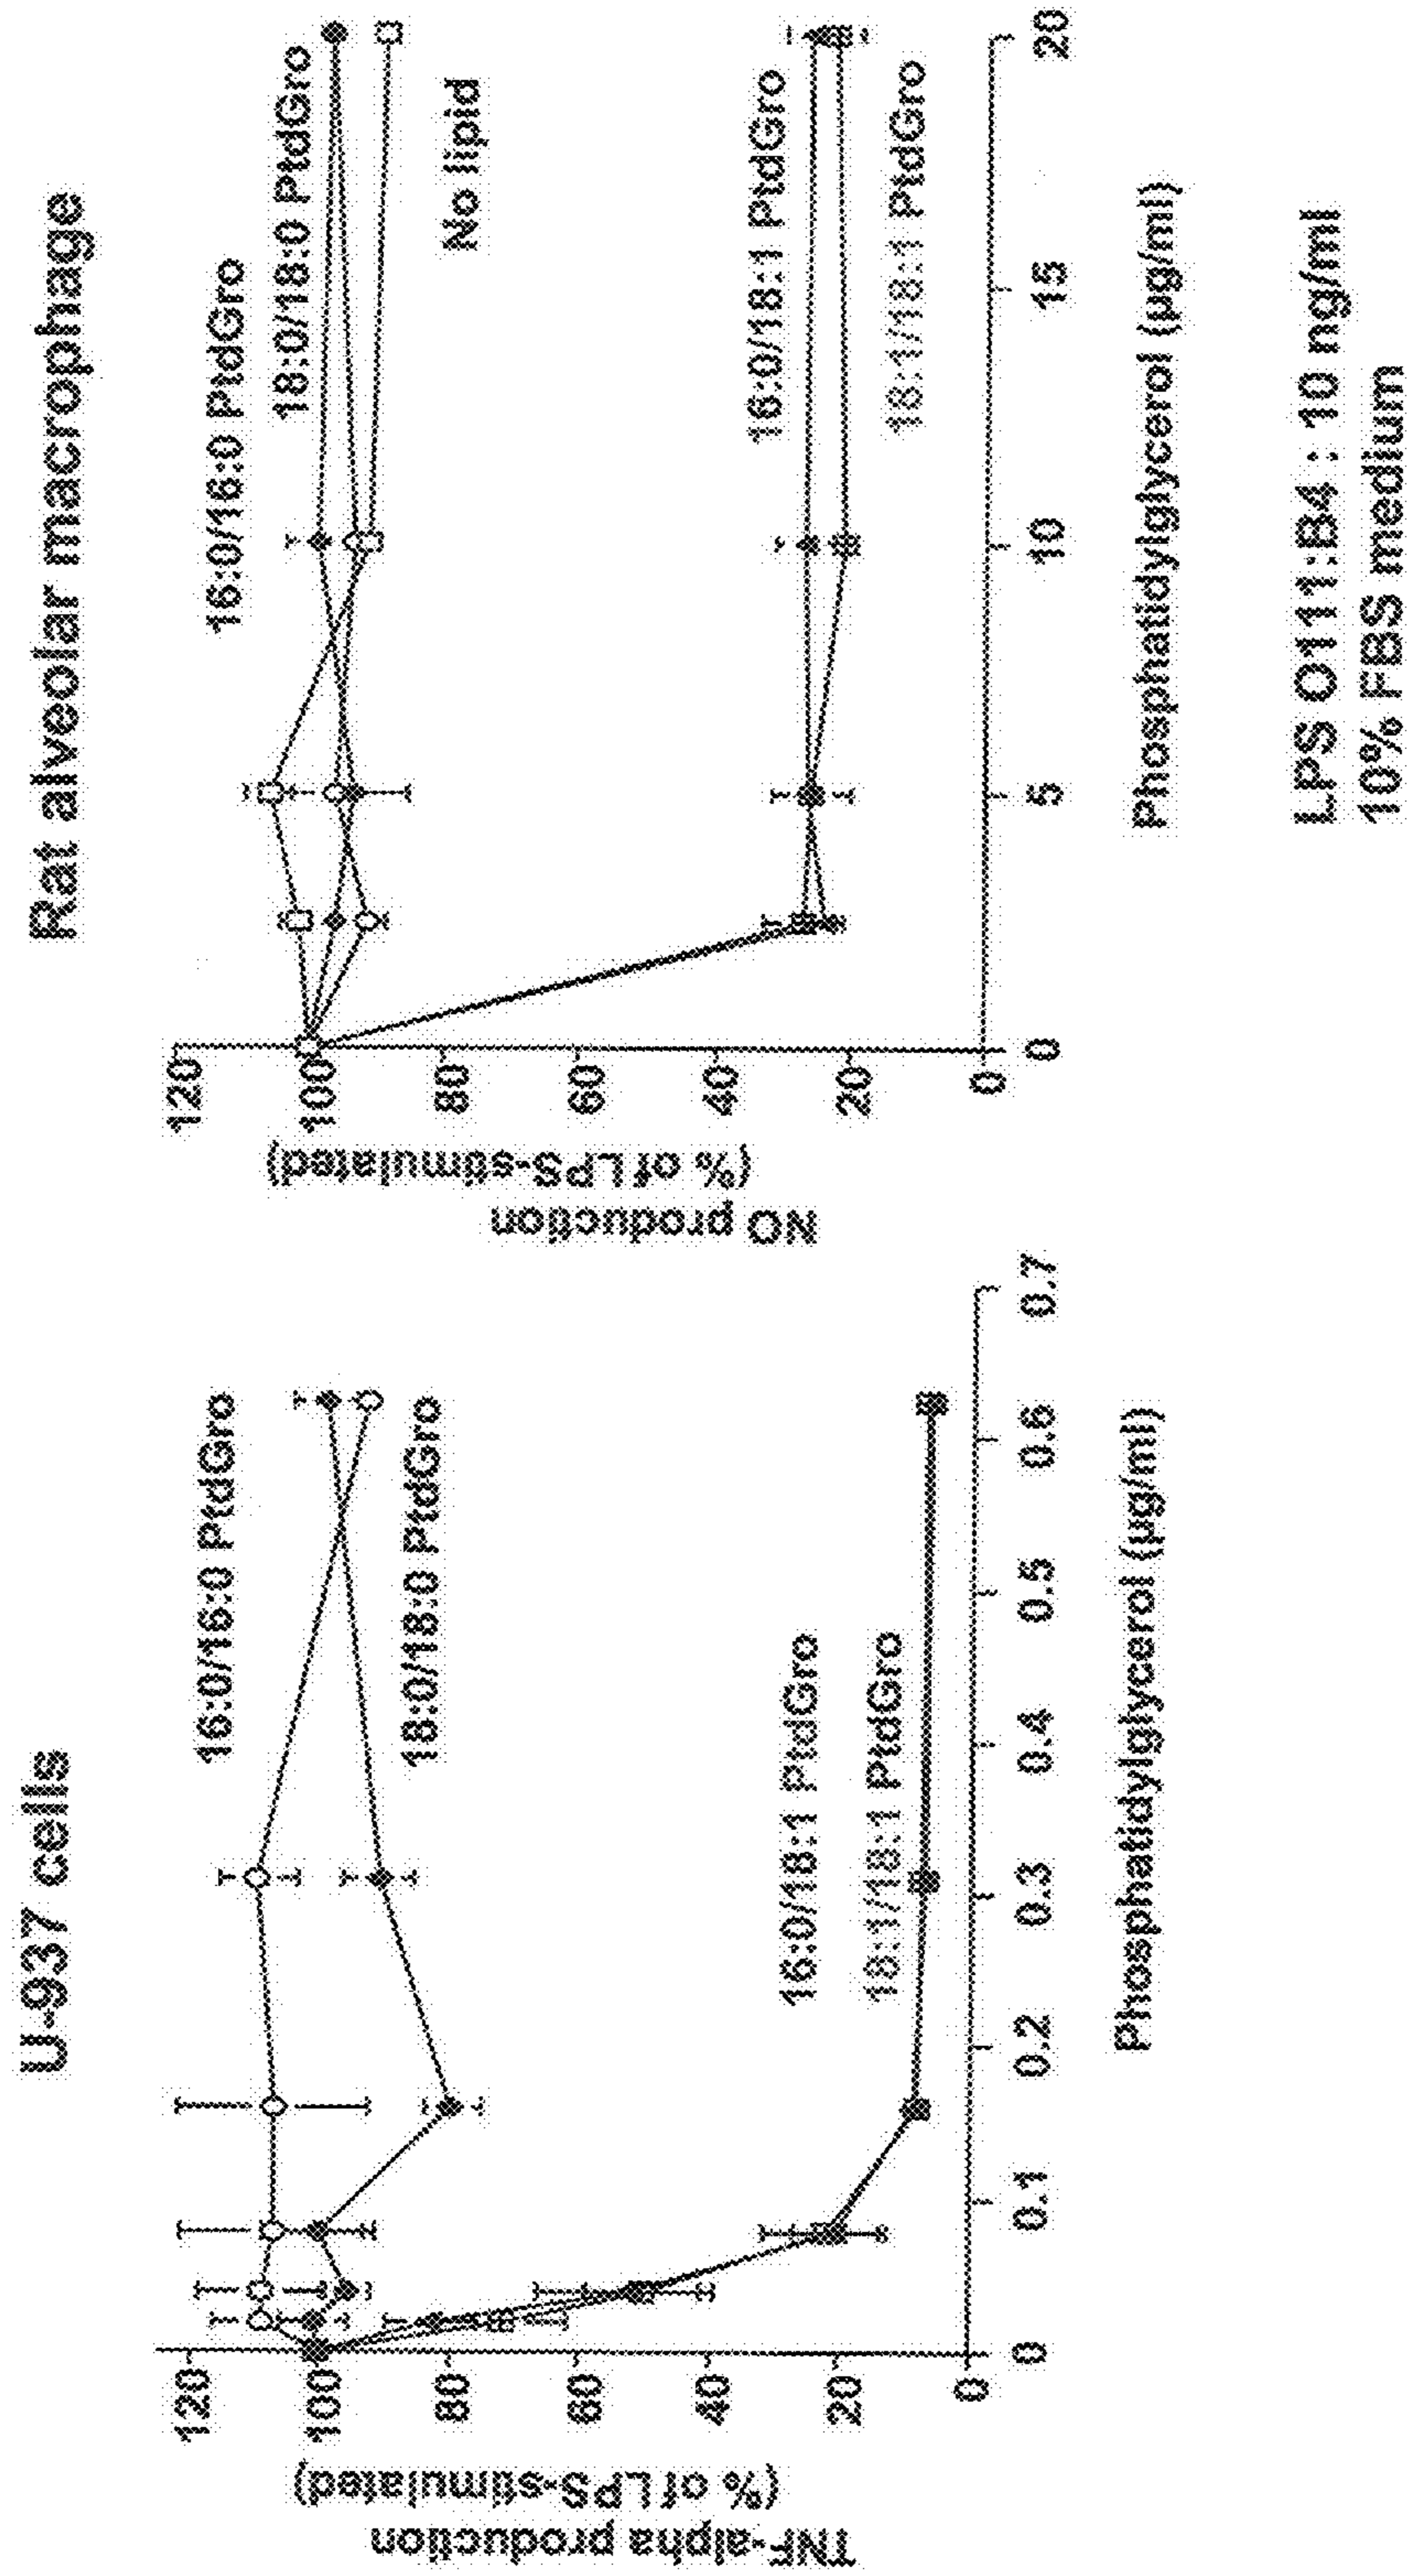 U-937 cells
TNF-alpha production
(% of LPS-stimulated)
120
100
80
60
40
20
0
16:0/16:0 PtdGro
18:0/18:0 PtdGro
16:0/18:1 PtdGro
18:1/18:1 PtdGro
0 0.1 0.2 0.3 0.4 0.5 0.6 0.7
Phosphatidylglycerol (µg/ml)
Rat alveolar macrophage
NO production
(% of LPS-stimulated)
120
100
80
60
40
20
0
16:0/16:0 PtdGro
18:0/18:0 PtdGro
No lipid
16:0/18:1 PtdGro
18:1/18:1 PtdGro
0 5 10 15 20
Phosphatidylglycerol (µg/ml)
LPS O111:B4 : 10 ng/ml
10% FBS medium